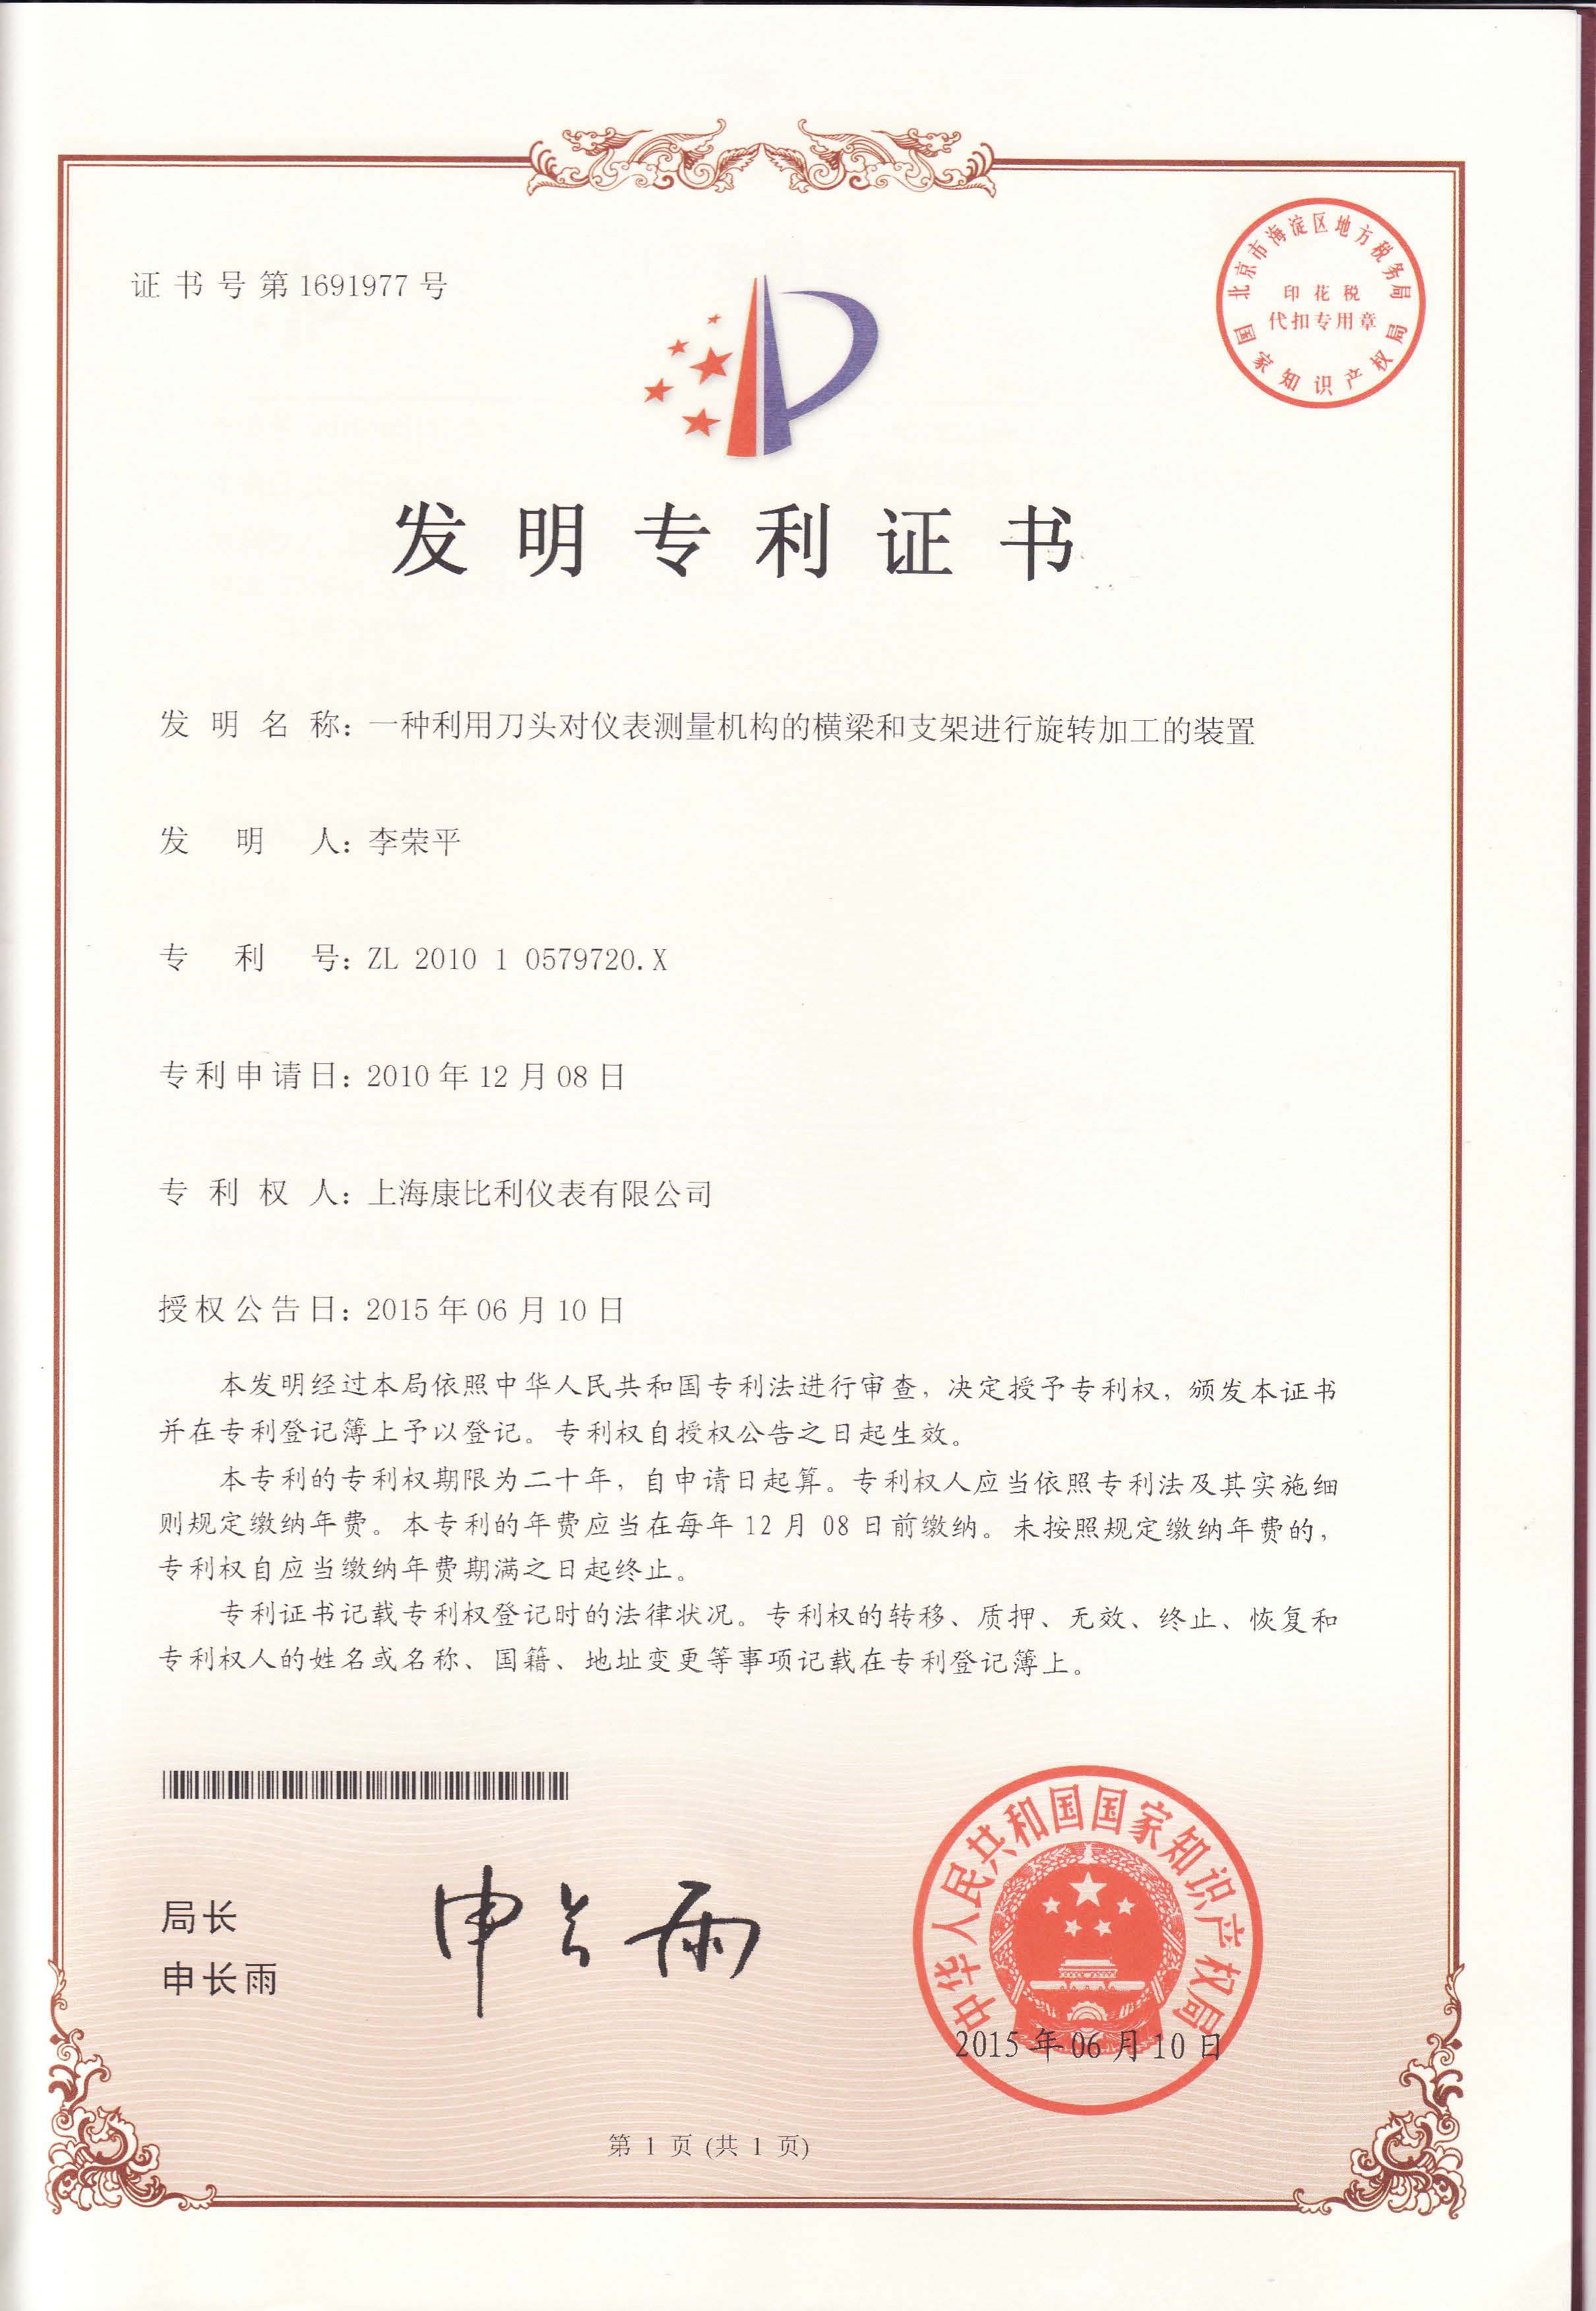 证书号第1691977号
北京市海淀区地方税务局
印花税
代扣专用章
国家知识产权局
发明专利证书
发明名称：一种利用刀头对仪表测量机构的横梁和支架进行旋转加工的装置
发明人：李荣平
专利号：ZL 2010 1 0579720.X
专利申请日：2010年12月08日
专利权人：上海康比利仪表有限公司
授权公告日：2015年06月10日
本发明经过本局依照中华人民共和国专利法进行审查，决定授予专利权，颁发本证书
并在专利登记簿上予以登记。专利权自授权公告之日起生效。
本专利的专利权期限为二十年，自申请日起算。专利权人应当依照专利法及其实施细
则规定缴纳年费。本专利的年费应当在每年12月08日前缴纳。未按照规定缴纳年费的，
专利权自应当缴纳年费期满之日起终止。
专利证书记载专利权登记时的法律状况。专利权的转移、质押、无效、终止、恢复和
专利权人的姓名或名称、国籍、地址变更等事项记载在专利登记簿上。
局长
申长雨
申长雨
中华人民共和国国家知识产权局
2015年06月10日
第 1 页 (共 1 页)